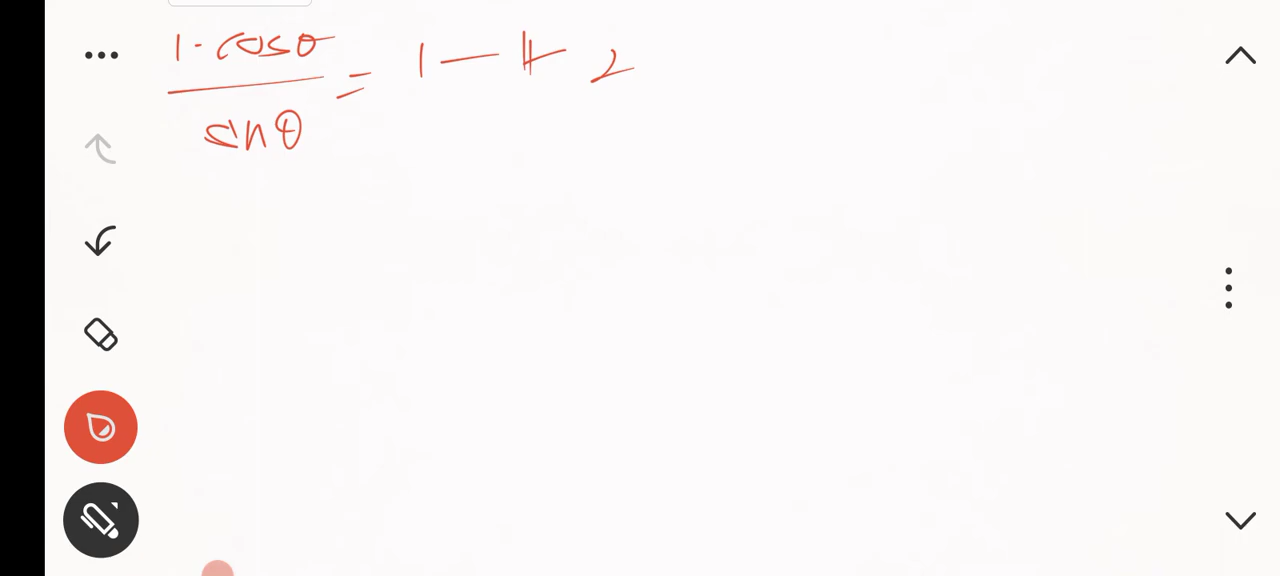 1 - cosθ
sinθ
= 1 - 2